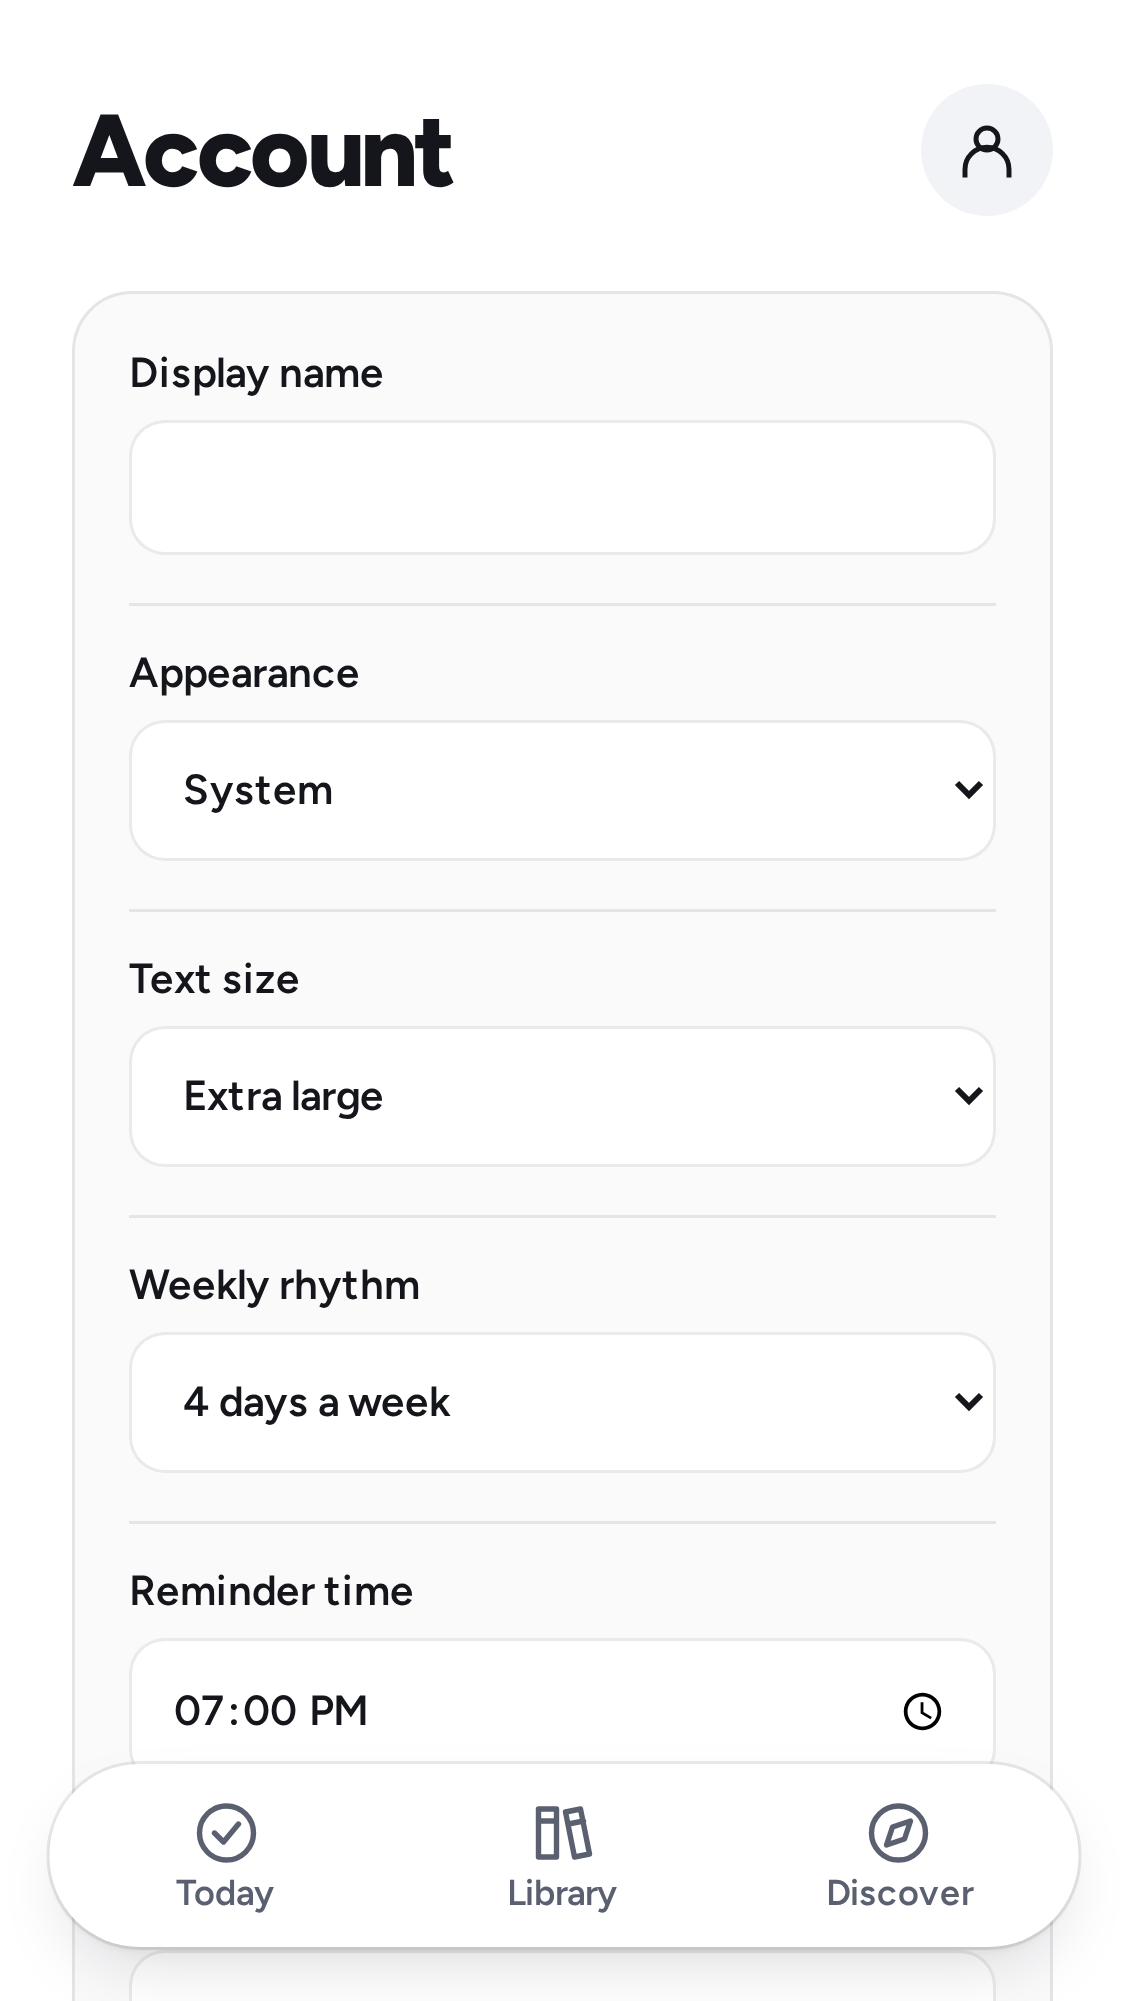 Account
Display name
Appearance
System
Text size
Extra large
Weekly rhythm
4 days a week
Reminder time
07:00 PM
Today
Library
Discover